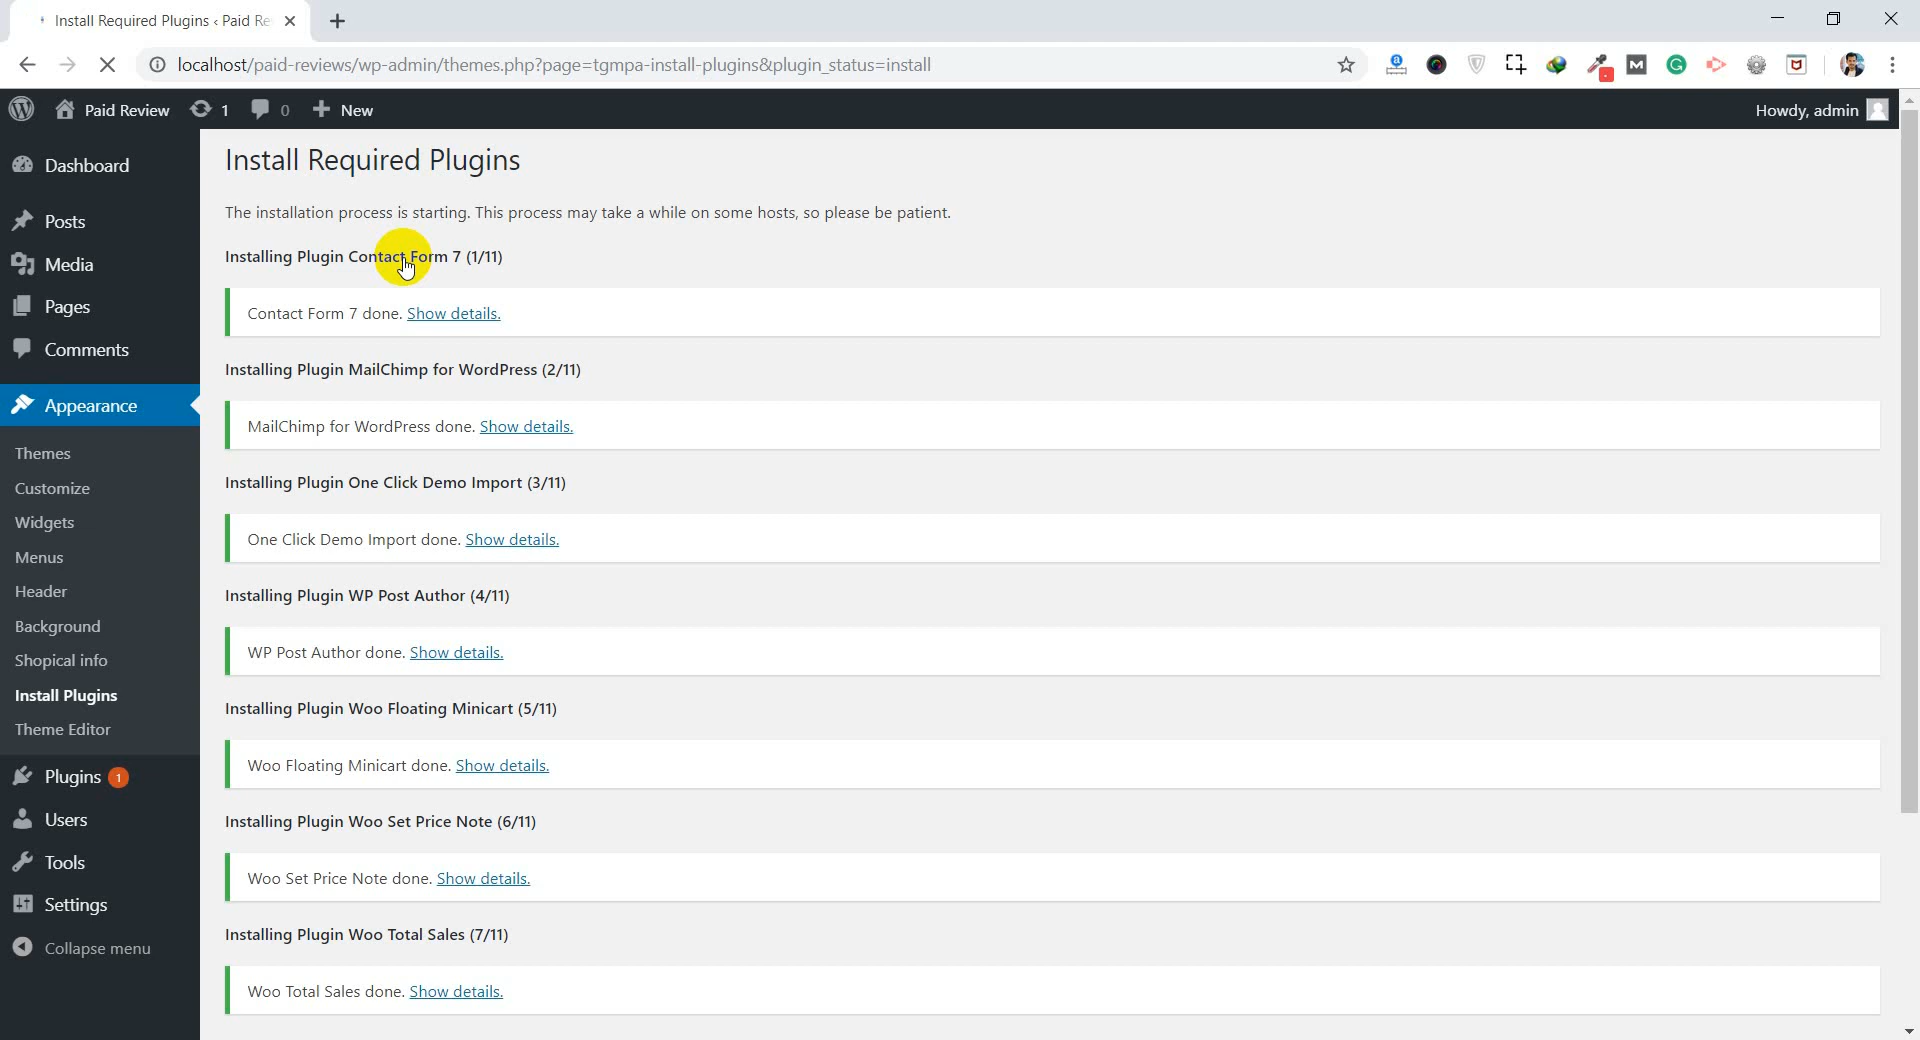 Install Required Plugins ‹ Paid Re
localhost/paid-reviews/wp-admin/themes.php?page=tgmpa-install-plugins&plugin_status=install
Paid Review
1
0
New
Howdy, admin
Dashboard
Posts
Media
Pages
Comments
Appearance
Themes
Customize
Widgets
Menus
Header
Background
Shopical info
Install Plugins
Theme Editor
Plugins 1
Users
Tools
Settings
Collapse menu
Install Required Plugins
The installation process is starting. This process may take a while on some hosts, so please be patient.
Installing Plugin Contact Form 7 (1/11)
Contact Form 7 done. Show details.
Installing Plugin MailChimp for WordPress (2/11)
MailChimp for WordPress done. Show details.
Installing Plugin One Click Demo Import (3/11)
One Click Demo Import done. Show details.
Installing Plugin WP Post Author (4/11)
WP Post Author done. Show details.
Installing Plugin Woo Floating Minicart (5/11)
Woo Floating Minicart done. Show details.
Installing Plugin Woo Set Price Note (6/11)
Woo Set Price Note done. Show details.
Installing Plugin Woo Total Sales (7/11)
Woo Total Sales done. Show details.